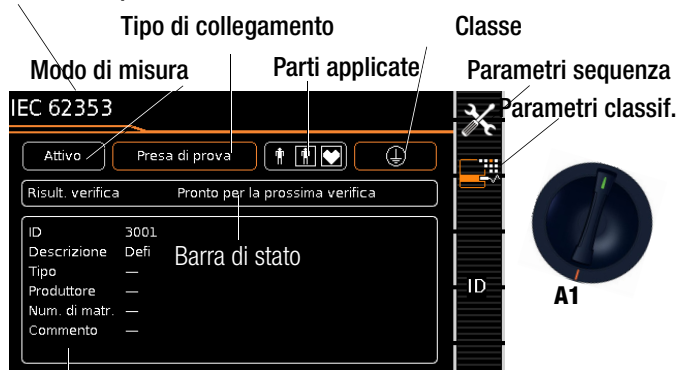 Tipo di collegamento
Classe
Modo di misura
Parti applicate
Parametri sequenza
Parametri classif.
IEC 62353
Attivo
Presa di prova
Risult. verifica
Pronto per la prossima verifica
ID 3001
Descrizione Defi
Barra di stato
Tipo —
Produttore —
Num. di matr. —
Commento —
ID
A1